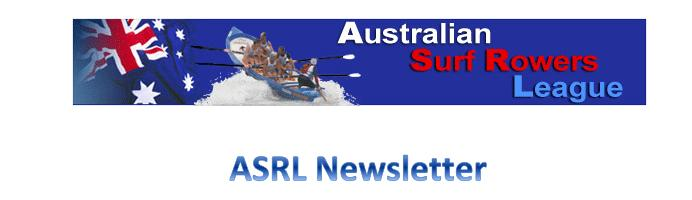 Australian
Surf Rowers
League
ASRL Newsletter